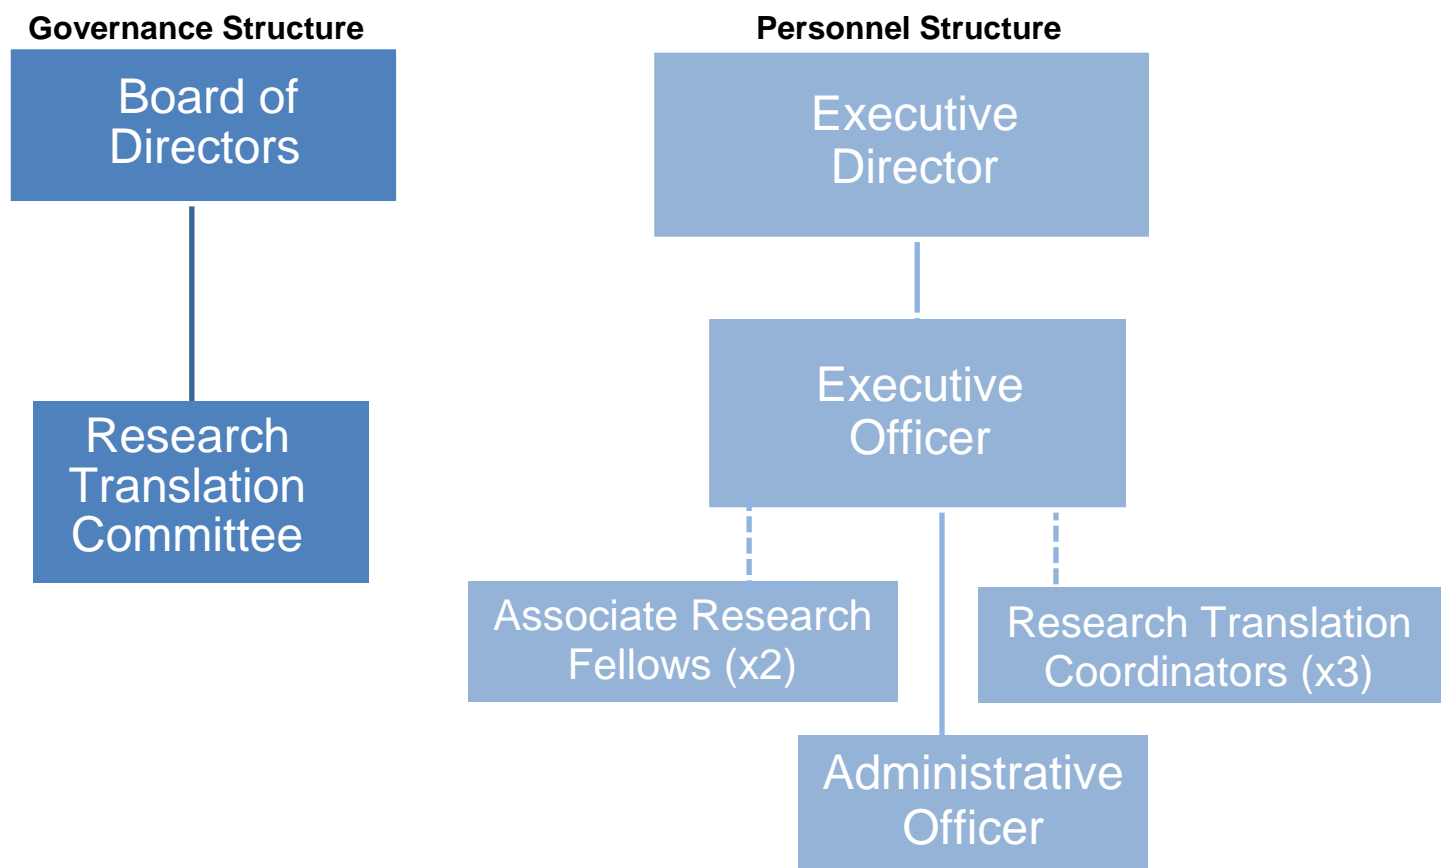 Governance Structure
Board of
Directors
Research
Translation
Committee
Personnel Structure
Executive
Director
Executive
Officer
Associate Research
Fellows (x2)
Research Translation
Coordinators (x3)
Administrative
Officer